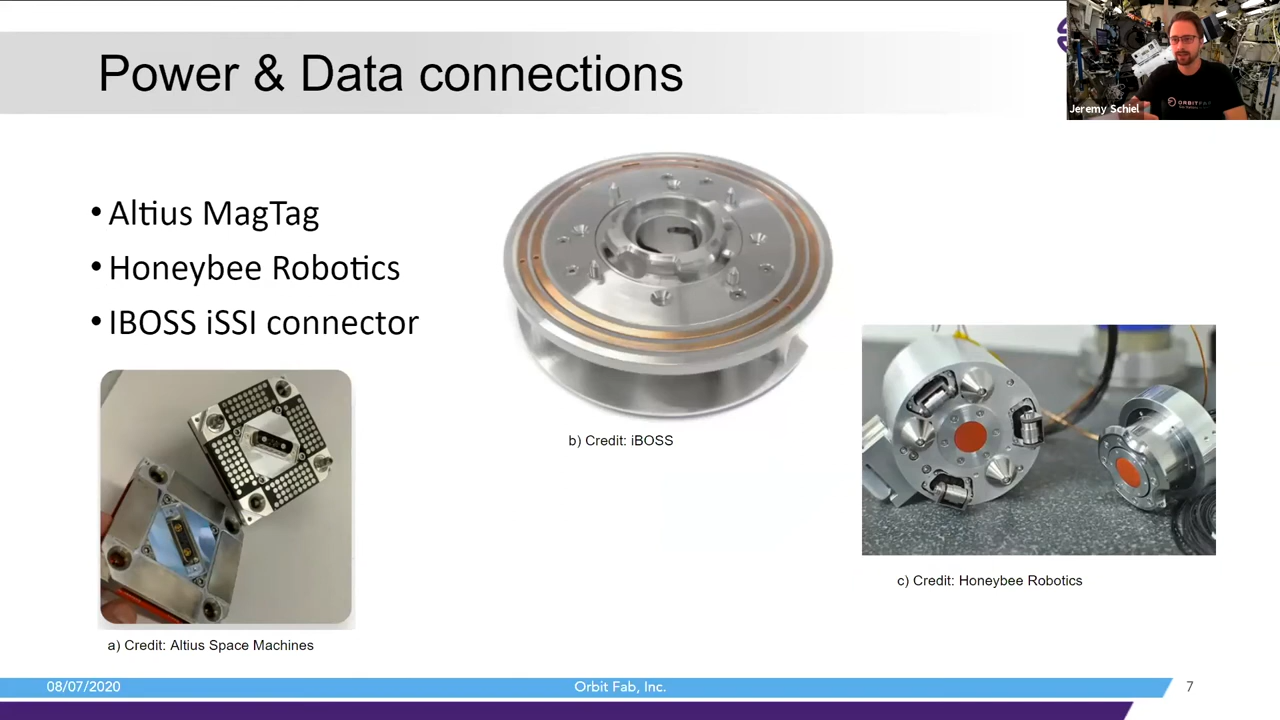 Power & Data connections
Jeremy Schiel
ORBITFAB
• Altius MagTag
• Honeybee Robotics
• IBOSS iSSI connector
b) Credit: iBOSS
c) Credit: Honeybee Robotics
a) Credit: Altius Space Machines
08/07/2020
Orbit Fab, Inc.
7